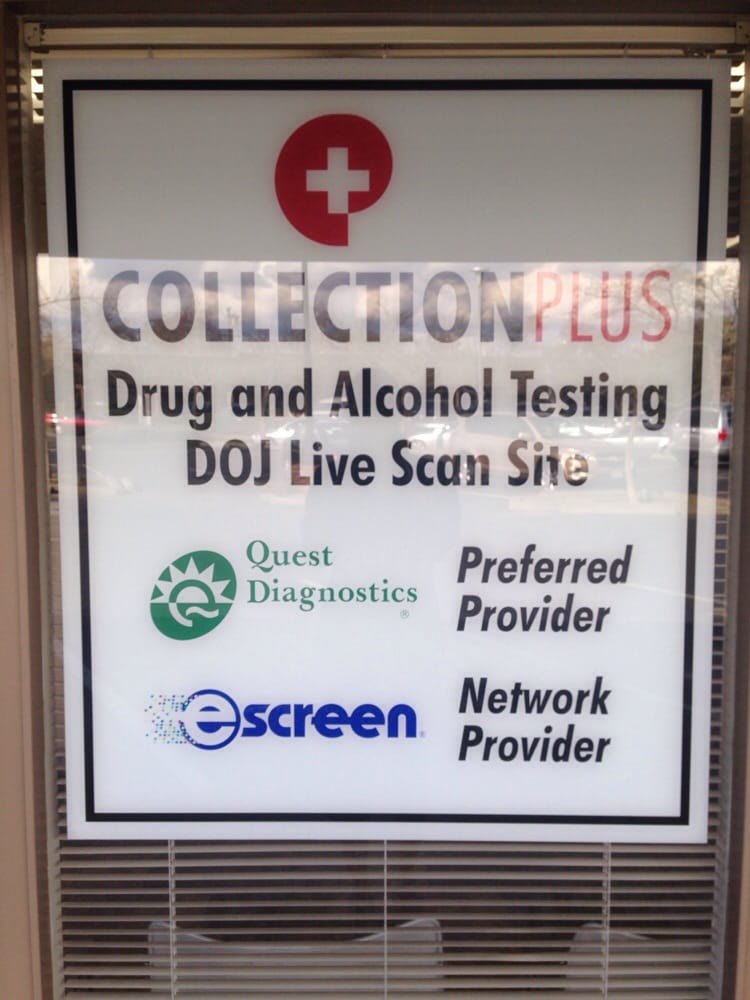 COLLECTIONPLUS
Drug and Alcohol Testing
DOJ Live Scan Site
Quest
Diagnostics
®
Preferred
Provider
escreen®
Network
Provider